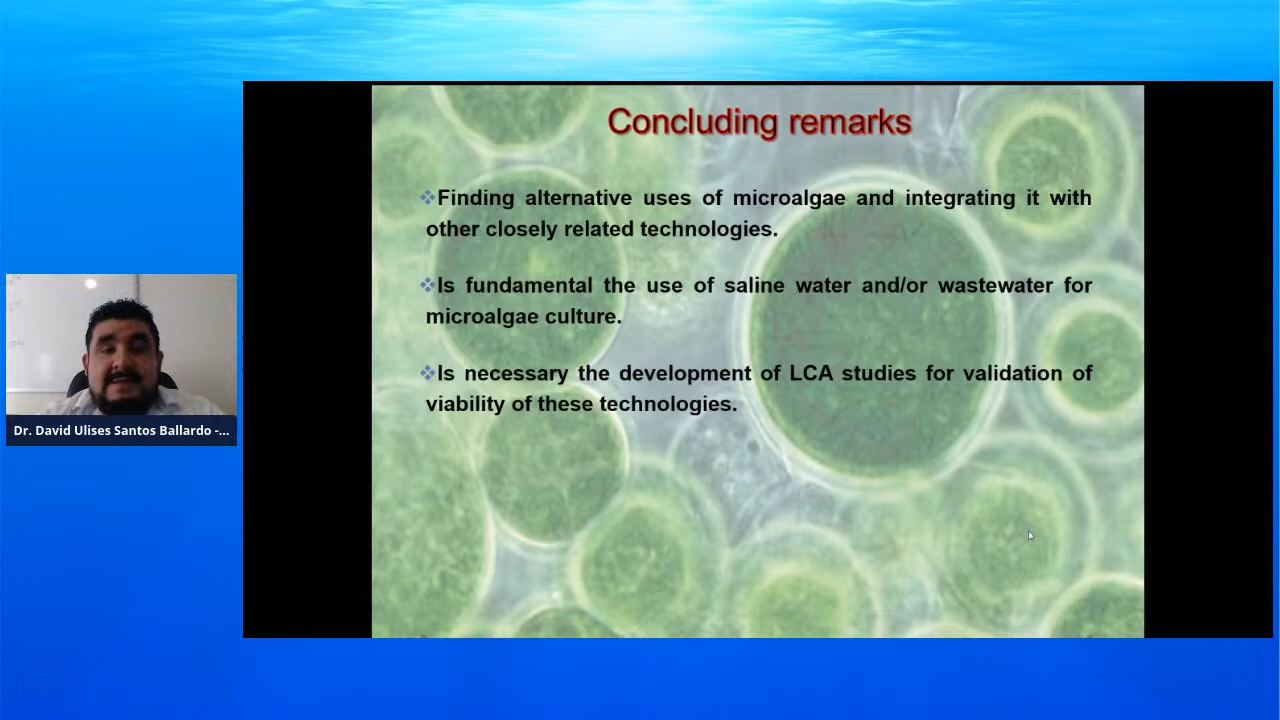 Concluding remarks
❖Finding alternative uses of microalgae and integrating it with
other closely related technologies.
❖Is fundamental the use of saline water and/or wastewater for
microalgae culture.
❖Is necessary the development of LCA studies for validation of
viability of these technologies.
Dr. David Ulises Santos Ballardo -...